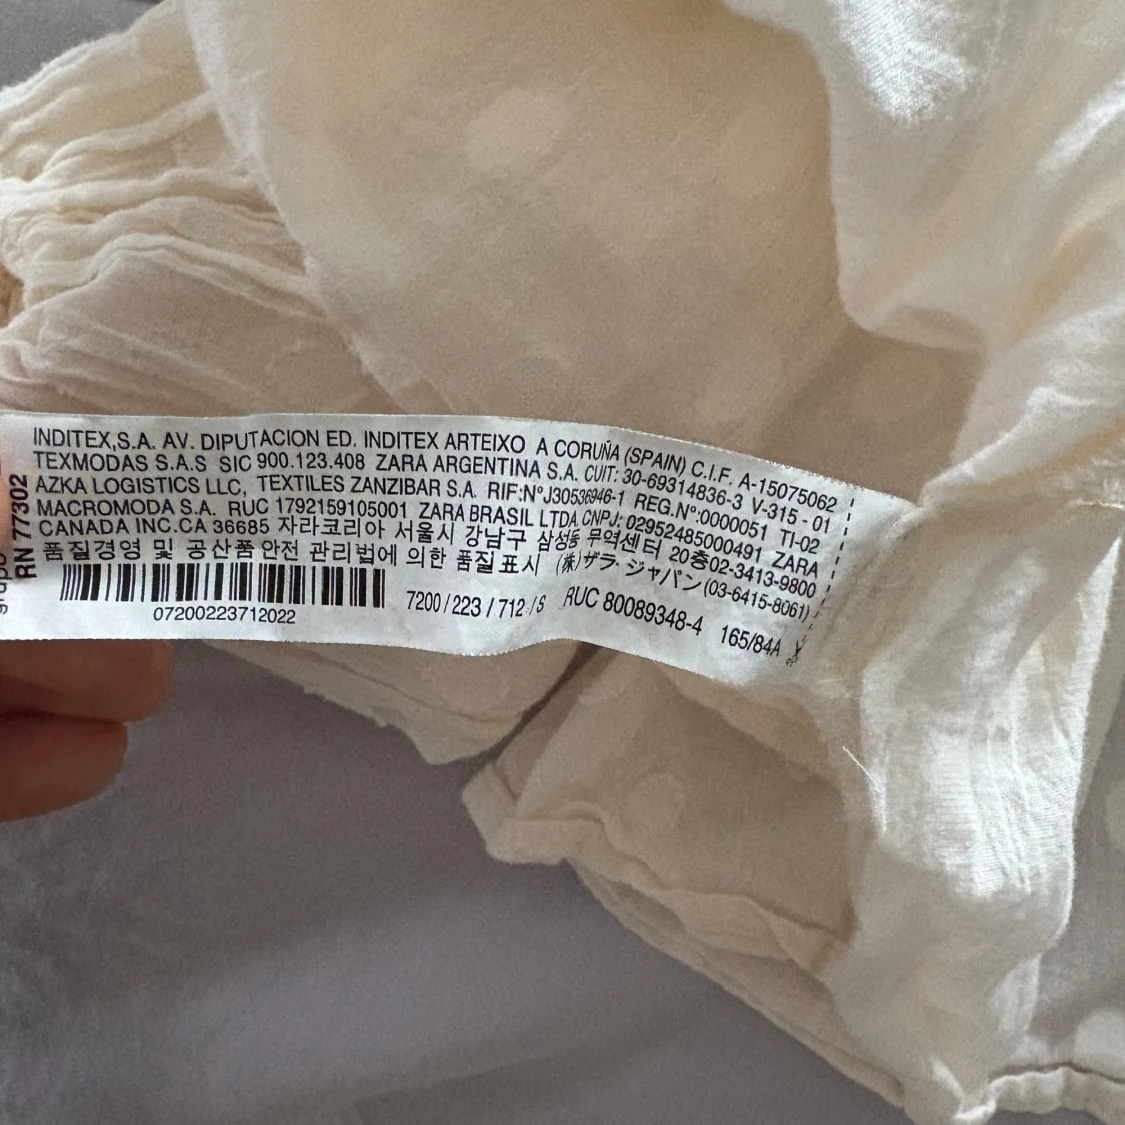 INDITEX,S.A. AV. DIPUTACION ED. INDITEX ARTEIXO A CORUÑA (SPAIN) C.I.F. A-15075062
TEXMODAS S.A.S SIC 900.123.408 ZARA ARGENTINA S.A. CUIT: 30-69314836-3 V-315 - 01
AZKA LOGISTICS LLC, TEXTILES ZANZIBAR S.A. RIF:N°J30536946-1 REG.N°:0000051 TI-02
MACROMODA S.A. RUC 1792159105001 ZARA BRASIL LTDA CNPJ: 02952485000491 ZARA
CANADA INC.CA 36685 자라코리아 서울시 강남구 삼성동 무역센터 20층02-3413-9800
품질경영 및 공산품안전 관리법에 의한 품질표시 (株)ザラ・ジャパン(03-6415-8061)
07200223712022
7200/223/712/S RUC 80089348-4 165/84A
RN 77302
grupo